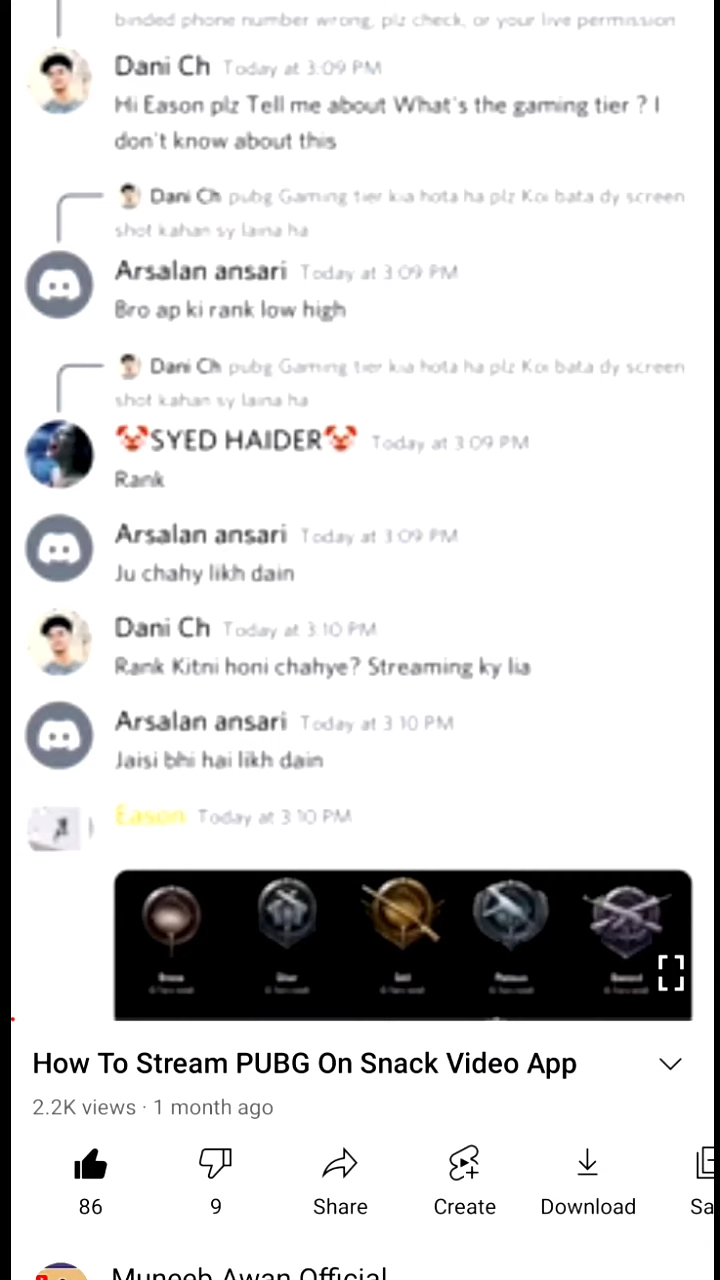 binded phone number wrong, plz check, or your live permission
Dani Ch Today at 3:09 PM
Hi Eason plz Tell me about What's the gaming tier ? I
don't know about this
Dani Ch pubg Gaming tier kia hota ha plz Koi bata dy screen
shot kahan sy laina ha
Arsalan ansari Today at 3:09 PM
Bro ap ki rank low high
Dani Ch pubg Gaming tier kia hota ha plz Koi bata dy screen
shot kahan sy laina ha
🤡SYED HAIDER🤡 Today at 3:09 PM
Rank
Arsalan ansari Today at 3:09 PM
Ju chahy likh dain
Dani Ch Today at 3:10 PM
Rank Kitni honi chahye? Streaming ky lia
Arsalan ansari Today at 3:10 PM
Jaisi bhi hai likh dain
Eason Today at 3:10 PM
How To Stream PUBG On Snack Video App
2.2K views · 1 month ago
86 9 Share Create Download Sa
Muneeb Awan Official